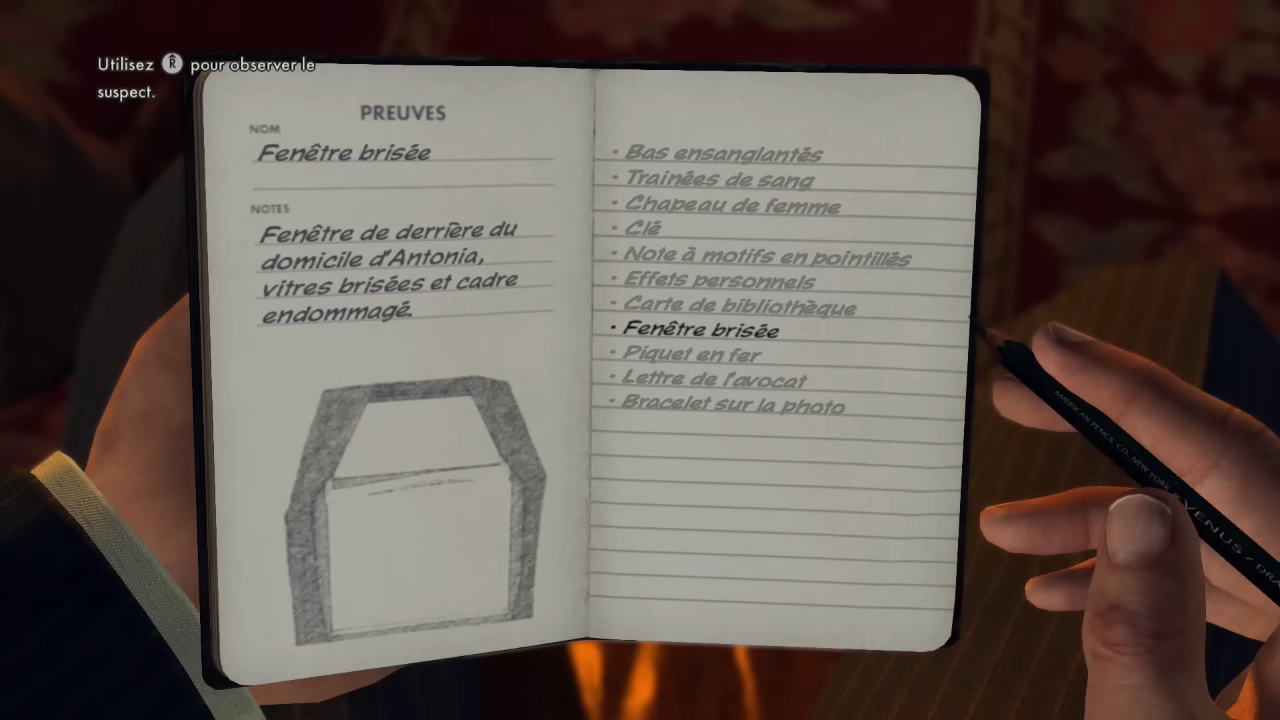 Utilisez R pour observer le
suspect.
PREUVES
NOM
Fenêtre brisée
NOTES
Fenêtre de derrière du
domicile d'Antonia,
vitres brisées et cadre
endommagé.
• Bas ensanglantés
• Trainées de sang
• Chapeau de femme
• Clé
• Note à motifs en pointillés
• Effets personnels
• Carte de bibliothèque
• Fenêtre brisée
• Piquet en fer
• Lettre de l'avocat
• Bracelet sur la photo
AMERICAN PENCIL CO. NEW YORK
VENUS / DRA